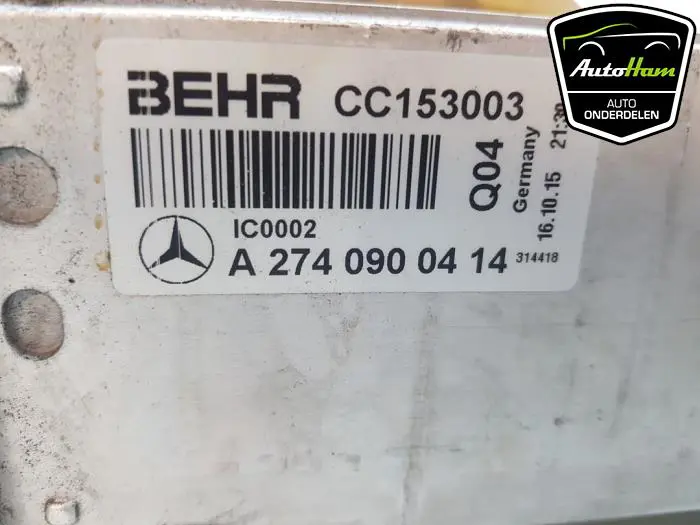 BEHR CC153003
IC0002
A 274 090 04 14
314418
Q04
Germany
16.10.15
AutoHam
AUTO
ONDERDELEN